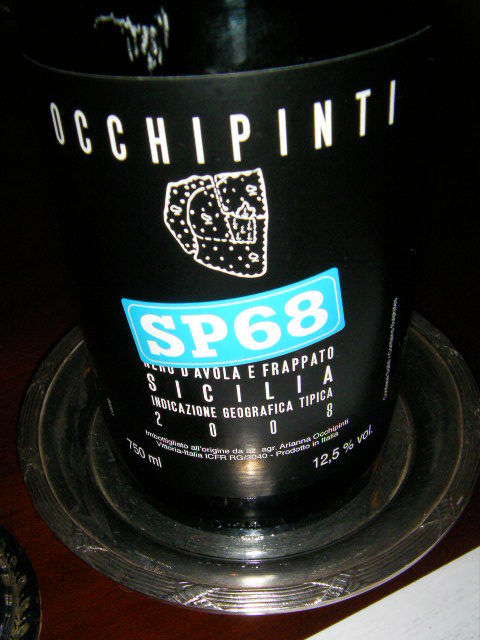 OCCHIPINTI
SP68
NERO D'AVOLA E FRAPPATO
SICILIA
INDICAZIONE GEOGRAFICA TIPICA
2008
Imbottigliato all'origine da az. agr. Arianna Occhipinti
Vittoria-Italia ICFR RG/3040 - Prodotto in Italia
750 ml
12,5 % vol.